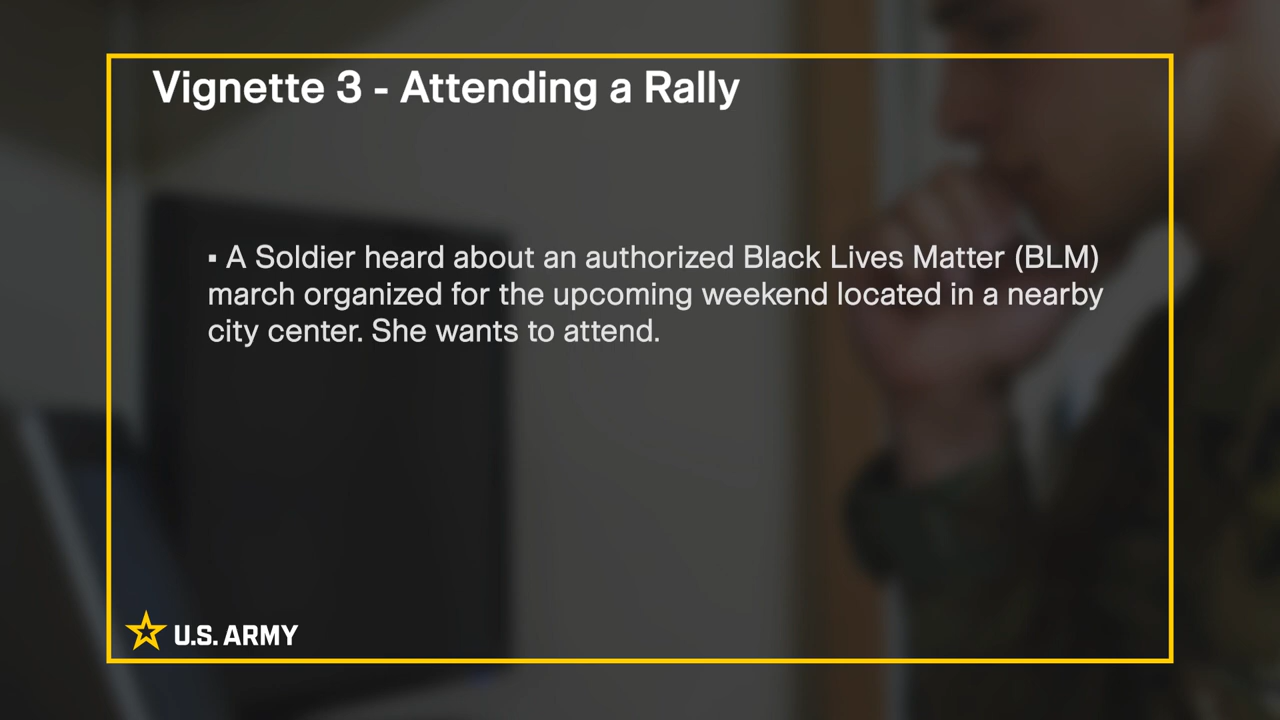 Vignette 3 - Attending a Rally
▪ A Soldier heard about an authorized Black Lives Matter (BLM)
march organized for the upcoming weekend located in a nearby
city center. She wants to attend.
U.S. ARMY